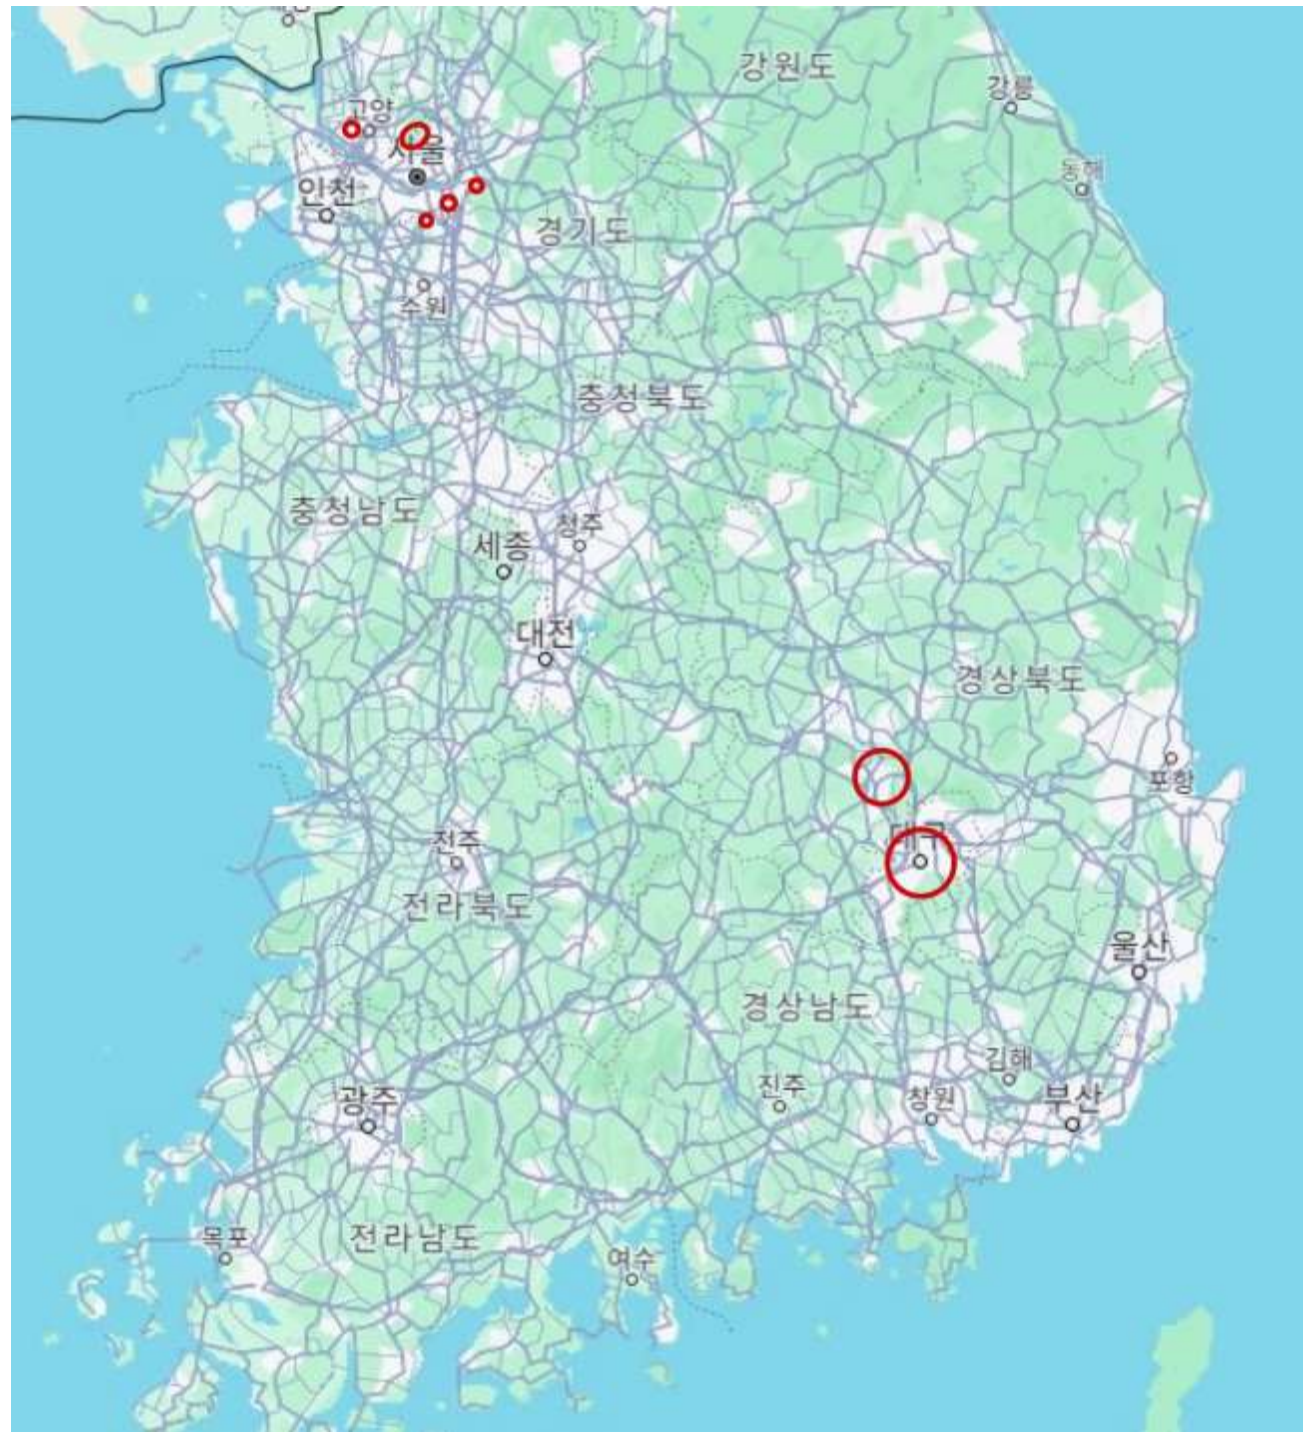 강원도
강릉
고양
서울
동해
인천
경기도
수원
충청북도
충청남도
청주
세종
대전
경상북도
포항
대구
전주
전라북도
울산
경상남도
김해
진주
창원
부산
광주
목포
전라남도
여수